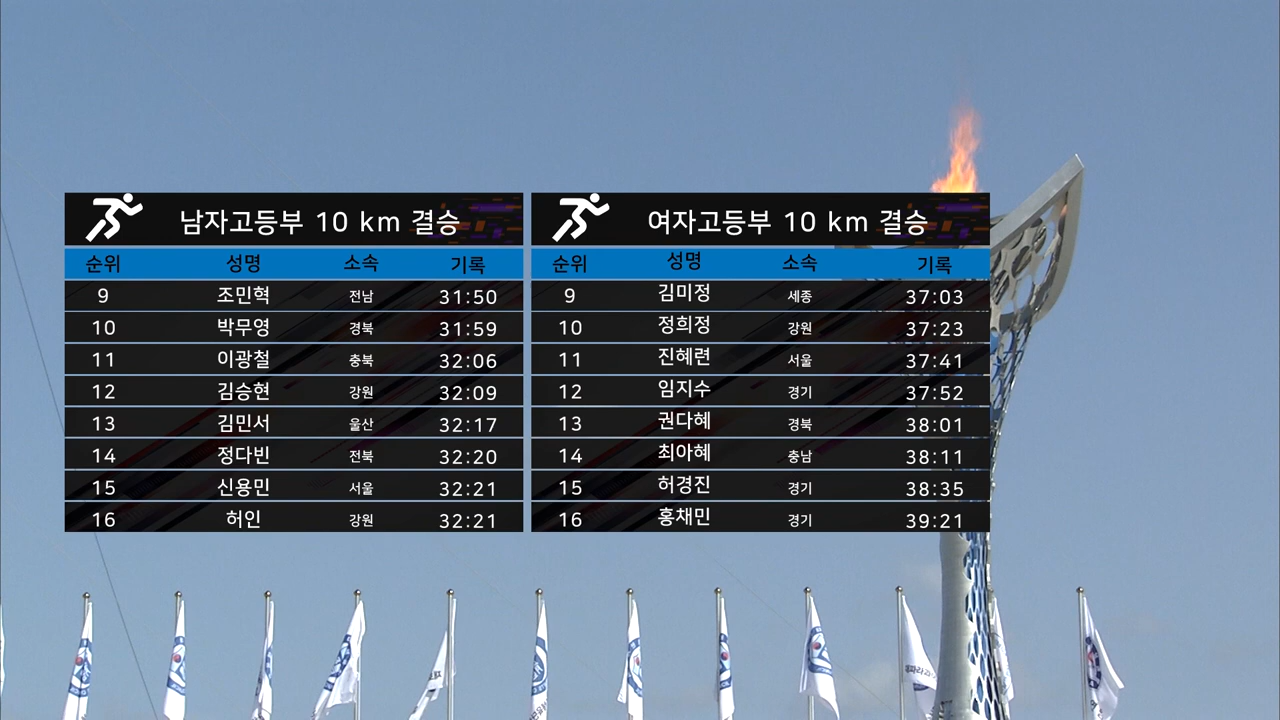 남자고등부 10 km 결승
순위 성명 소속 기록
9 조민혁 전남 31:50
10 박무영 경북 31:59
11 이광철 충북 32:06
12 김승현 강원 32:09
13 김민서 울산 32:17
14 정다빈 전북 32:20
15 신용민 서울 32:21
16 허인 강원 32:21
여자고등부 10 km 결승
순위 성명 소속 기록
9 김미정 세종 37:03
10 정희정 강원 37:23
11 진혜련 서울 37:41
12 임지수 경기 37:52
13 권다혜 경북 38:01
14 최아혜 충남 38:11
15 허경진 경기 38:35
16 홍채민 경기 39:21